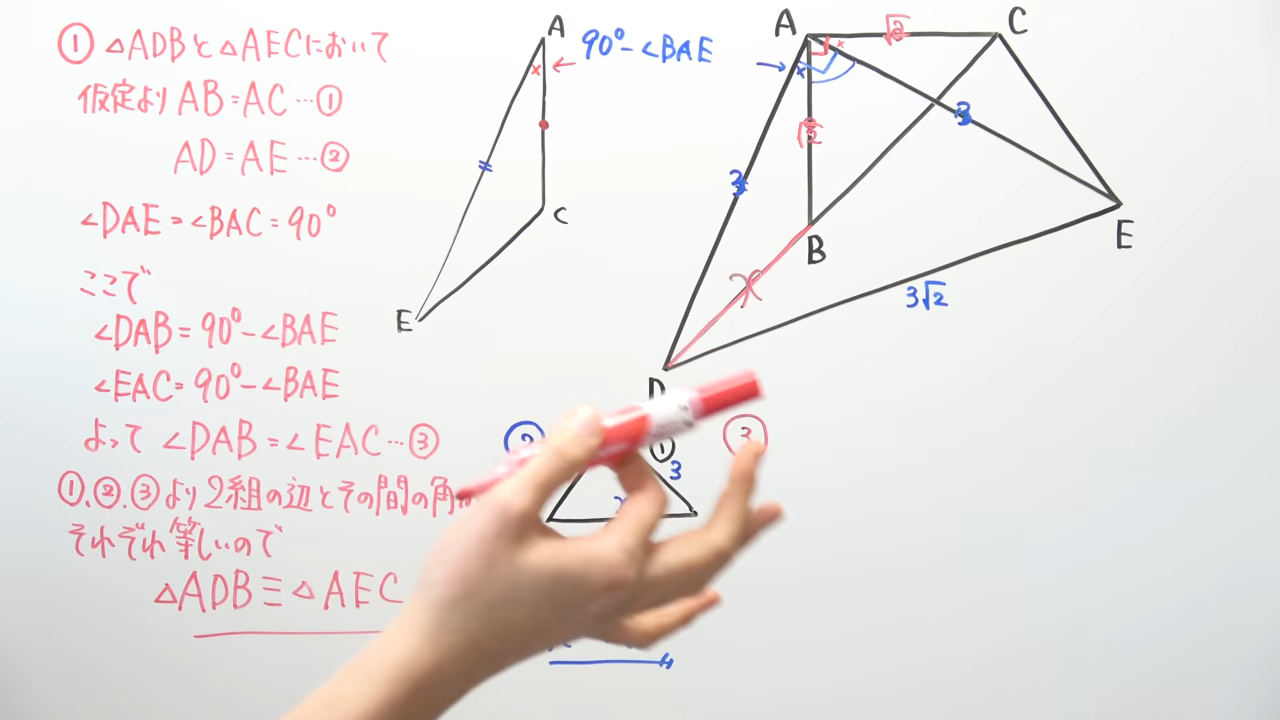 ① △ADBと△AECにおいて
仮定より AB=AC…①
AD=AE…②
∠DAE=∠BAC=90°
ここで
∠DAB=90°-∠BAE
∠EAC=90°-∠BAE
よって ∠DAB=∠EAC…③
①.②.③より2組の辺とその間の角が
それぞれ等しいので
△ADB≡△AEC
A
90°-∠BAE
×
C
E
A
√2
C
×
×
√2
3
3
B
x
E
3√2
D
②
①
3
③